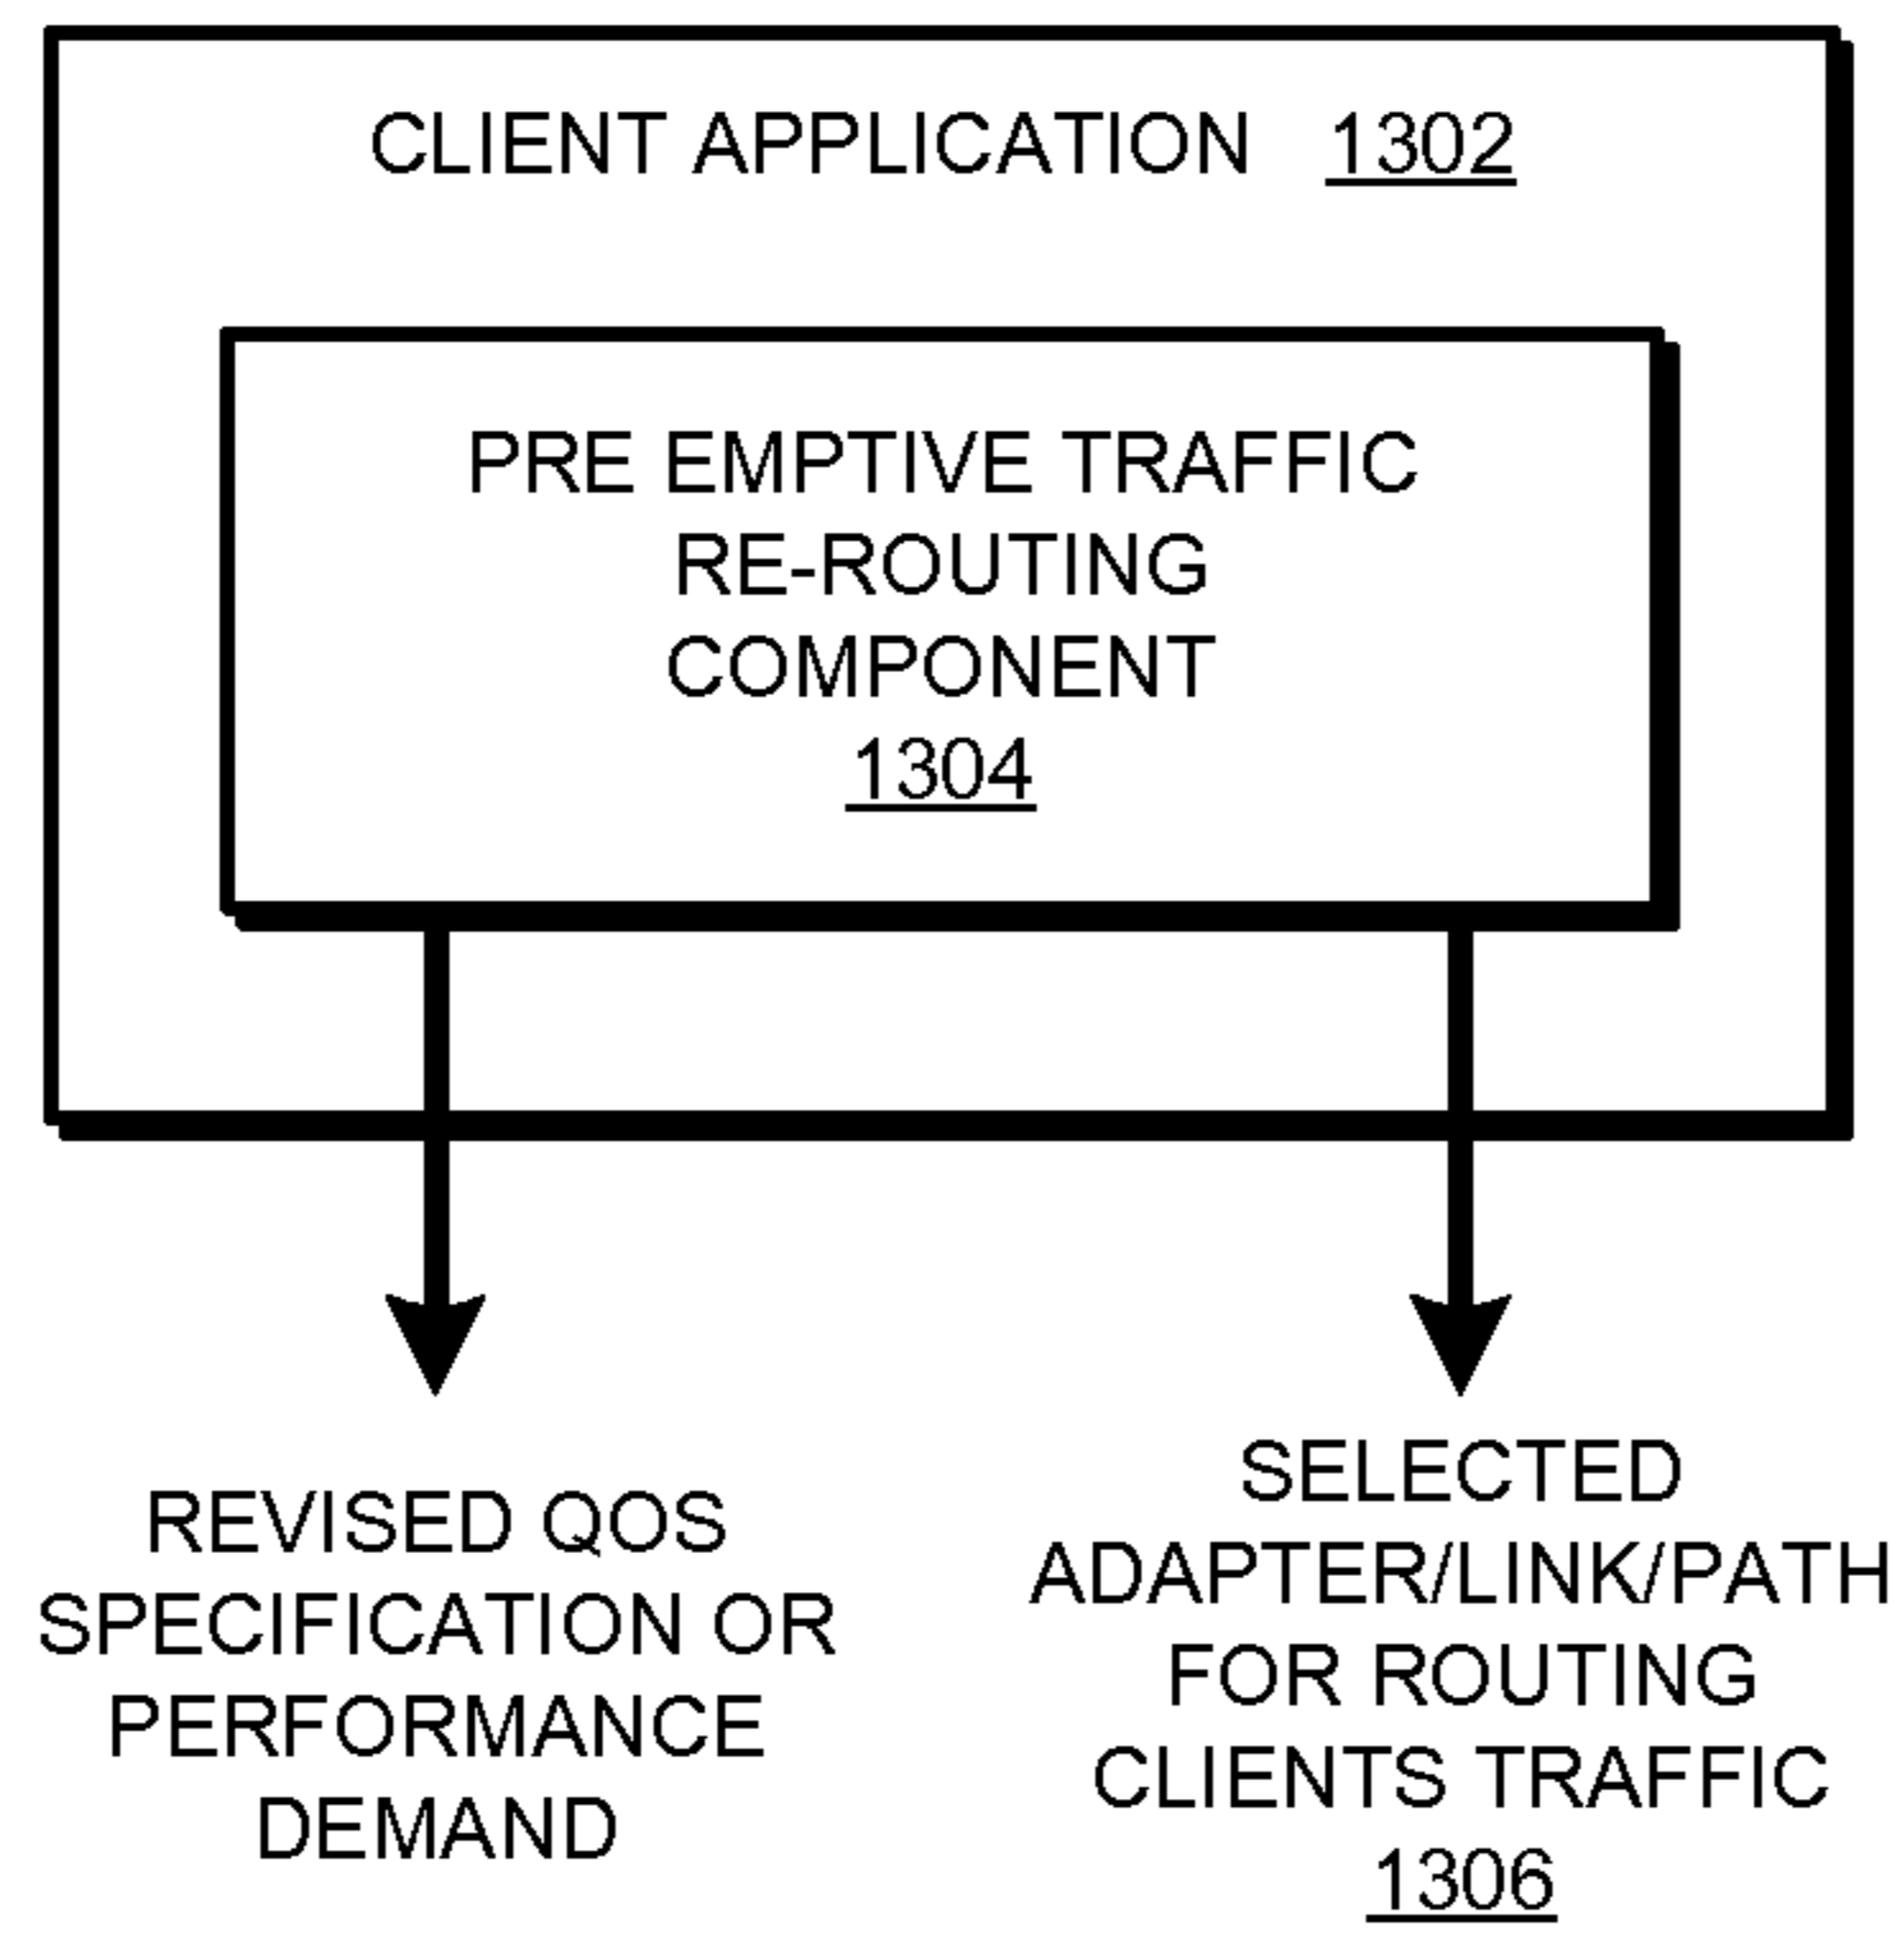 CLIENT APPLICATION 1302
PRE EMPTIVE TRAFFIC
RE-ROUTING
COMPONENT
1304
REVISED QOS
SPECIFICATION OR
PERFORMANCE
DEMAND
SELECTED
ADAPTER/LINK/PATH
FOR ROUTING
CLIENTS TRAFFIC
1306